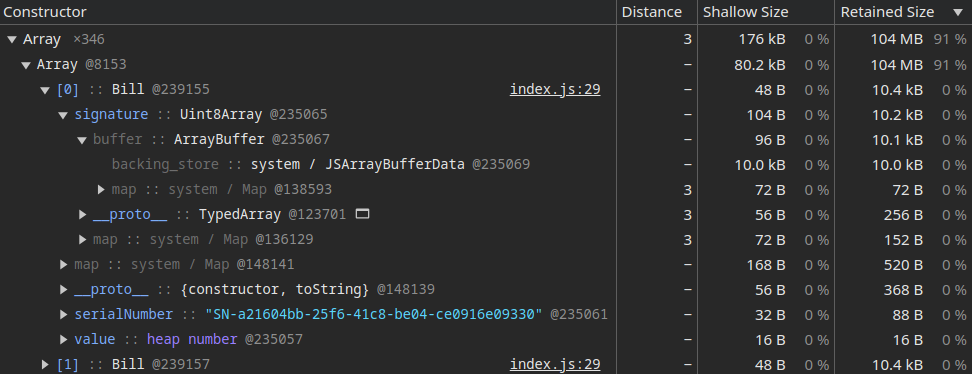 Constructor Distance Shallow Size Retained Size ▼
▼ Array ×346 3 176 kB 0 % 104 MB 91 %
▼ Array @8153 – 80.2 kB 0 % 104 MB 91 %
▼ [0] :: Bill @239155 index.js:29 – 48 B 0 % 10.4 kB 0 %
▼ signature :: Uint8Array @235065 – 104 B 0 % 10.2 kB 0 %
▼ buffer :: ArrayBuffer @235067 – 96 B 0 % 10.1 kB 0 %
backing_store :: system / JSArrayBufferData @235069 – 10.0 kB 0 % 10.0 kB 0 %
▶ map :: system / Map @138593 3 72 B 0 % 72 B 0 %
▶ __proto__ :: TypedArray @123701 3 56 B 0 % 256 B 0 %
▶ map :: system / Map @136129 3 72 B 0 % 152 B 0 %
▶ map :: system / Map @148141 – 168 B 0 % 520 B 0 %
▶ __proto__ :: {constructor, toString} @148139 – 56 B 0 % 368 B 0 %
▶ serialNumber :: "SN-a21604bb-25f6-41c8-be04-ce0916e09330" @235061 – 32 B 0 % 88 B 0 %
▶ value :: heap number @235057 – 16 B 0 % 16 B 0 %
▶ [1] :: Bill @239157 index.js:29 – 48 B 0 % 10.4 kB 0 %